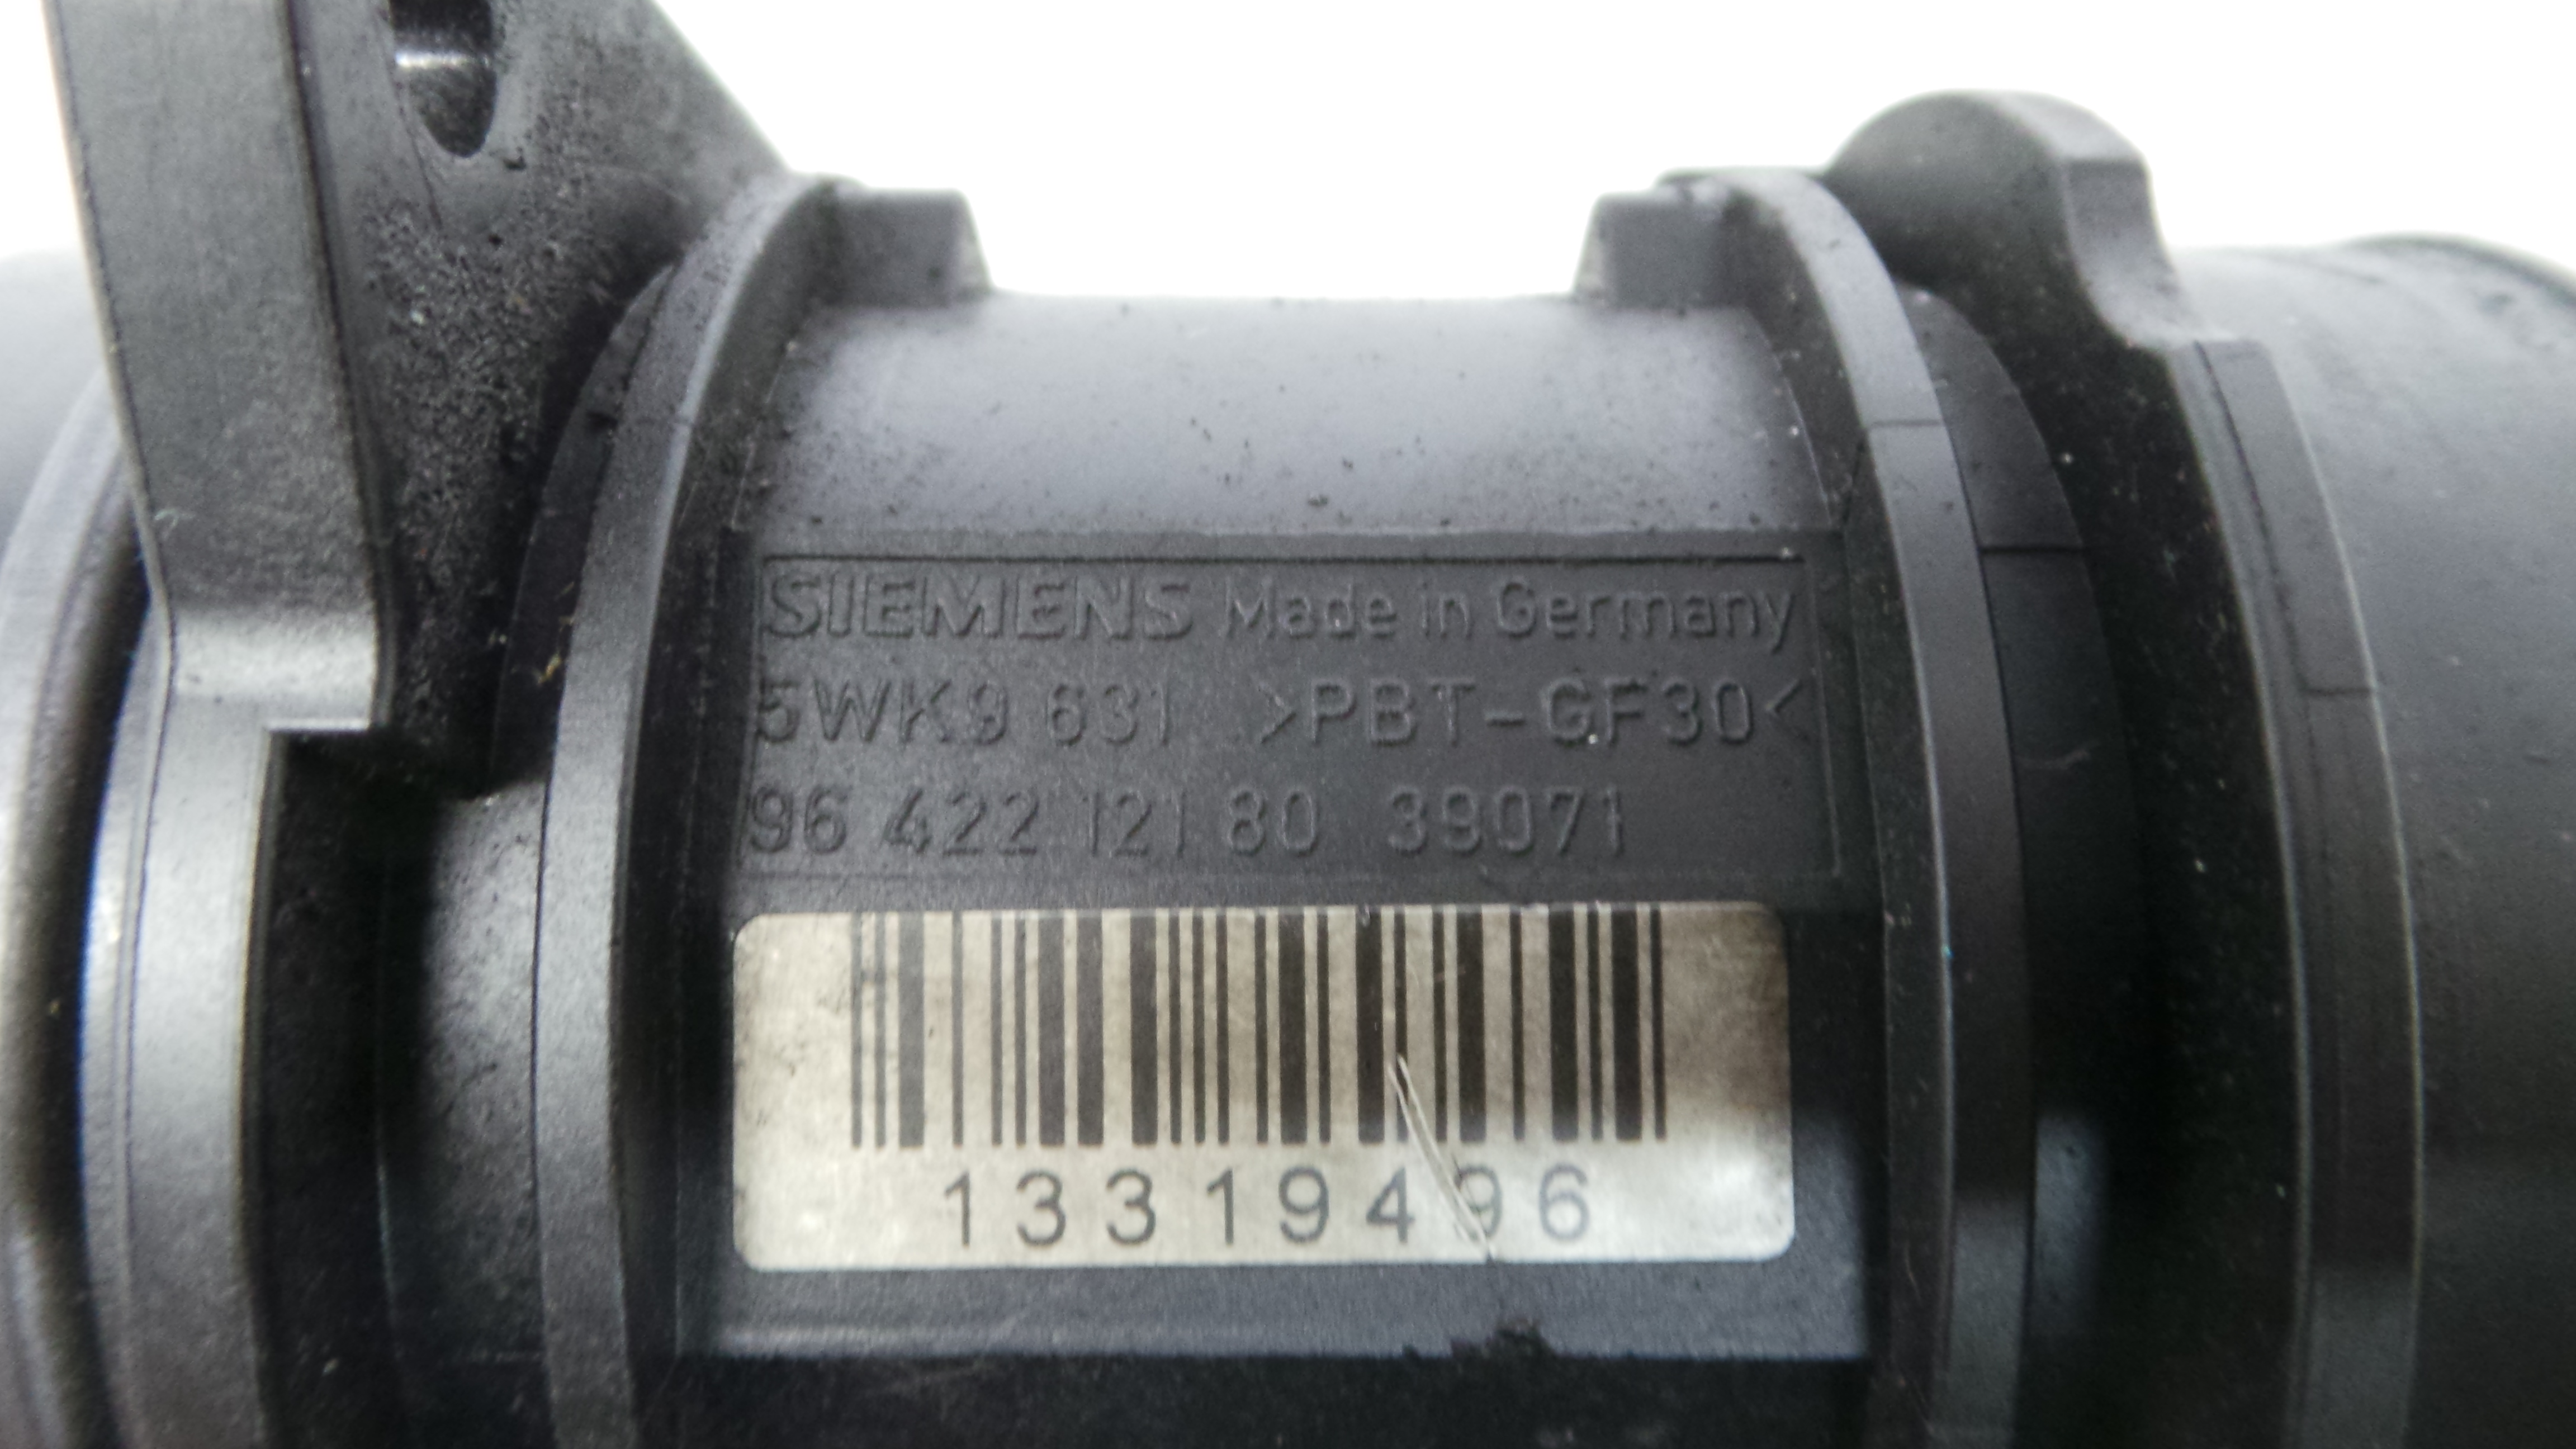 SIEMENS Made in Germany
5WK9 631 >PBT-GF30<
96 422 121 80 39071
13319496